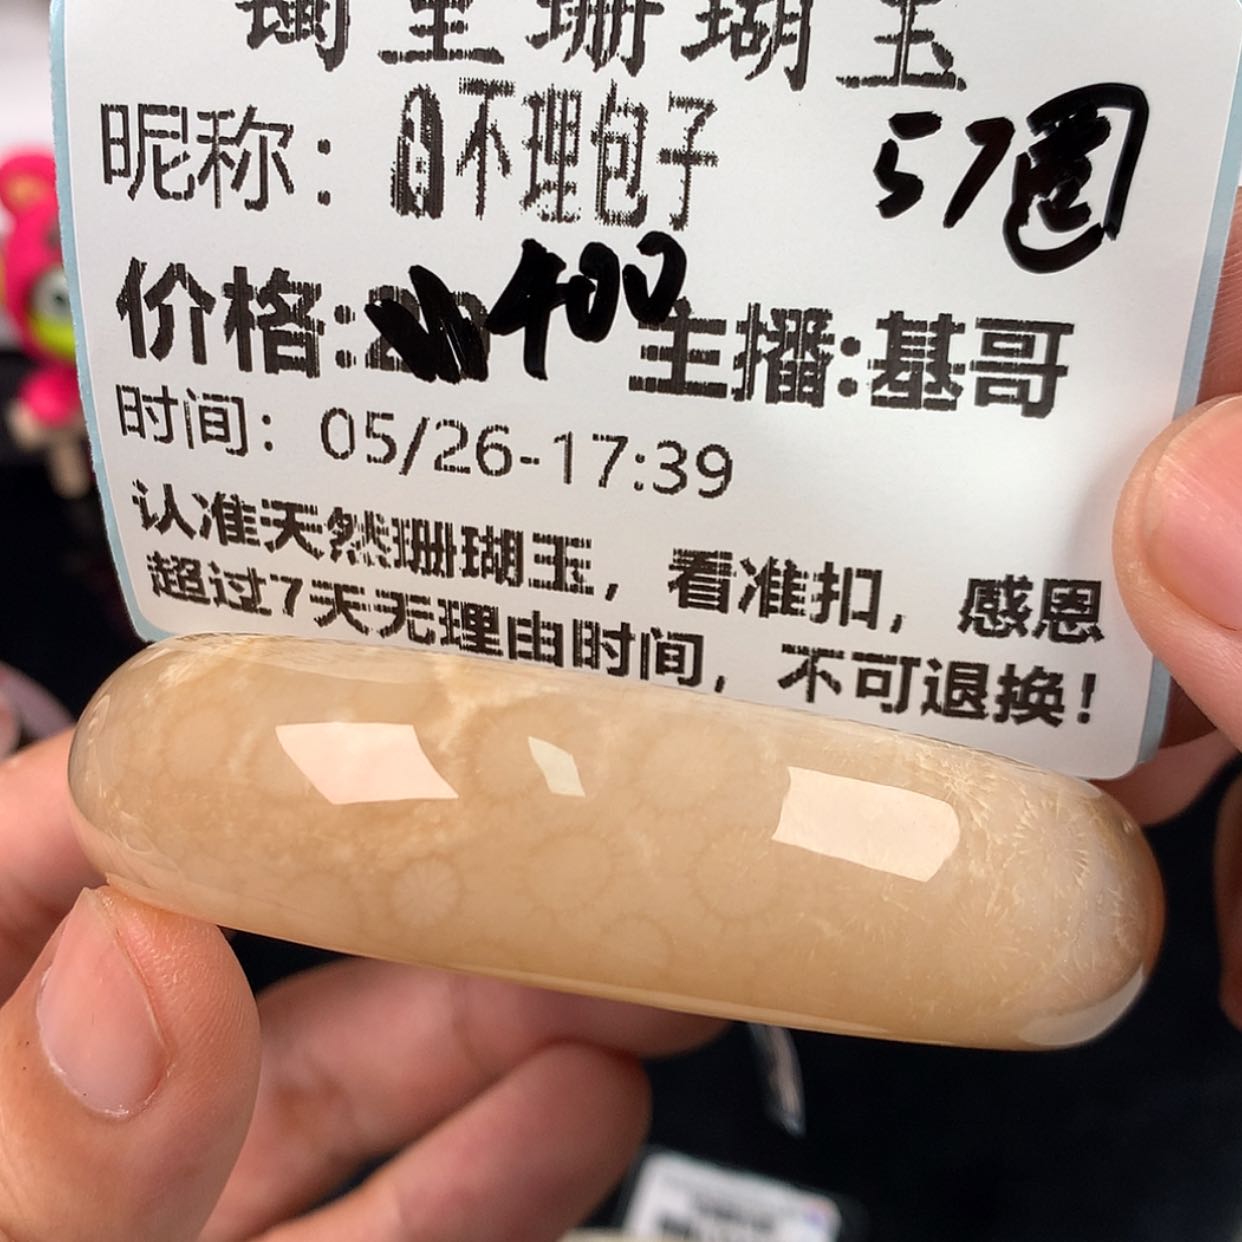 珊瑚玉
昵称： 不理包子 57圈
价格: 400 主播:基哥
时间： 05/26-17:39
认准天然珊瑚玉，看准扣，感恩
超过7天无理由时间，不可退换！